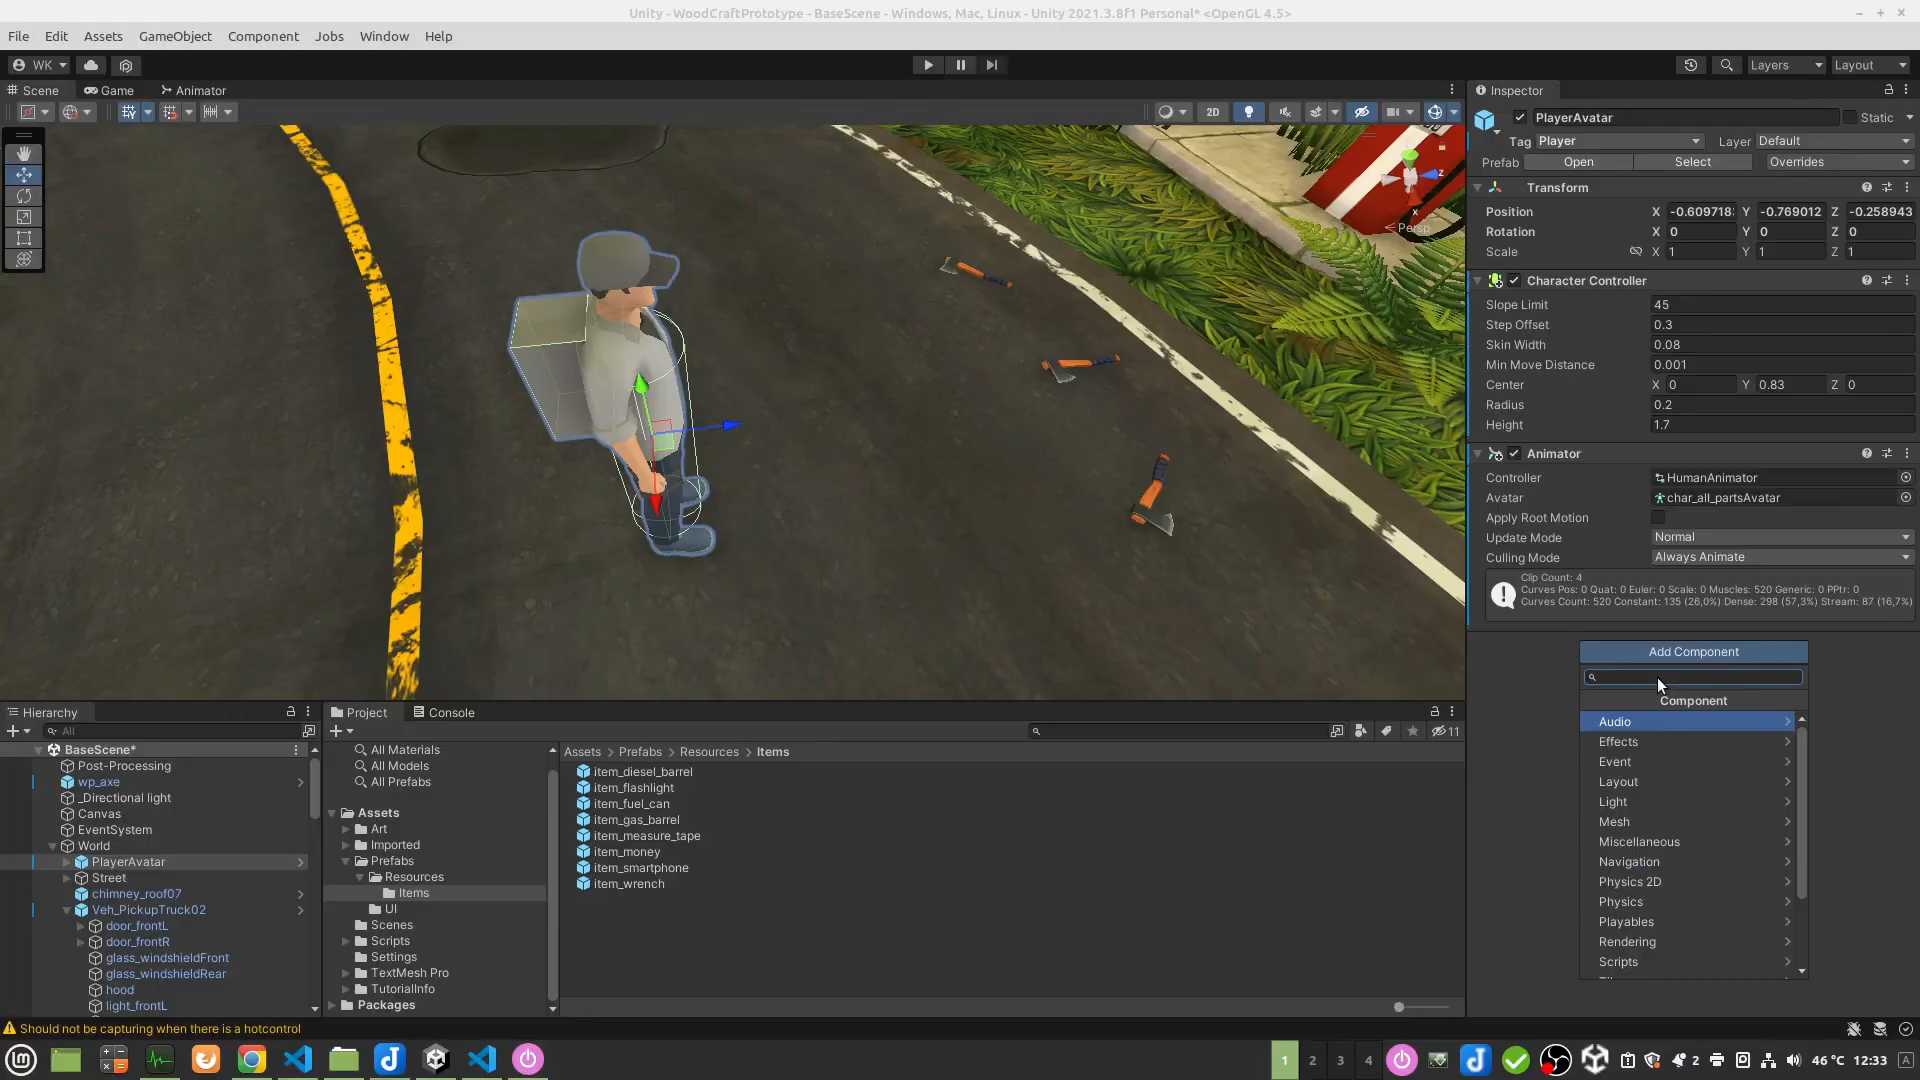 Unity - WoodCraftPrototype - BaseScene - Windows, Mac, Linux - Unity 2021.3.8f1 Personal* <OpenGL 4.5>
File Edit Assets GameObject Component Jobs Window Help
WK Layers Layout
Scene Game Animator
2D
z
x
Persp
Inspector
PlayerAvatar Static
Tag Player Layer Default
Prefab Open Select Overrides
Transform
Position X -0.609718 Y -0.769012 Z -0.258943
Rotation X 0 Y 0 Z 0
Scale X 1 Y 1 Z 1
Character Controller
Slope Limit 45
Step Offset 0.3
Skin Width 0.08
Min Move Distance 0.001
Center X 0 Y 0.83 Z 0
Radius 0.2
Height 1.7
Animator
Controller HumanAnimator
Avatar char_all_partsAvatar
Apply Root Motion
Update Mode Normal
Culling Mode Always Animate
Clip Count: 4
Curves Pos: 0 Quat: 0 Euler: 0 Scale: 0 Muscles: 520 Generic: 0 PPtr: 0
Curves Count: 520 Constant: 135 (26,0%) Dense: 298 (57,3%) Stream: 87 (16,7%)
Add Component
Component
Audio
Effects
Event
Layout
Light
Mesh
Miscellaneous
Navigation
Physics 2D
Physics
Playables
Rendering
Scripts
Hierarchy
All
BaseScene*
Post-Processing
wp_axe
_Directional light
Canvas
EventSystem
World
PlayerAvatar
Street
chimney_roof07
Veh_PickupTruck02
door_frontL
door_frontR
glass_windshieldFront
glass_windshieldRear
hood
light_frontL
Project Console
11
All Materials
All Models
All Prefabs
Assets
Art
Imported
Prefabs
Resources
Items
UI
Scenes
Scripts
Settings
TextMesh Pro
TutorialInfo
Packages
Assets > Prefabs > Resources > Items
item_diesel_barrel
item_flashlight
item_fuel_can
item_gas_barrel
item_measure_tape
item_money
item_smartphone
item_wrench
Should not be capturing when there is a hotcontrol
1 2 3 4 2 46 °C 12:33